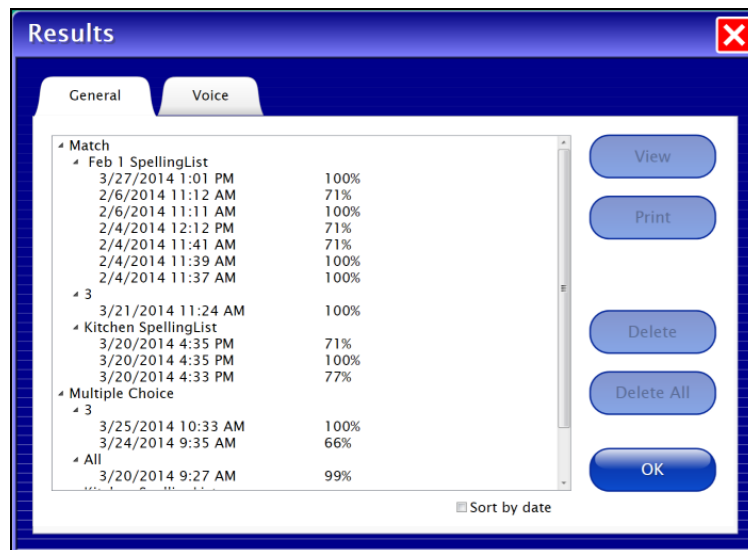 Results
General Voice
Match
Feb 1 SpellingList
3/27/2014 1:01 PM 100%
2/6/2014 11:12 AM 71%
2/6/2014 11:11 AM 100%
2/4/2014 12:12 PM 71%
2/4/2014 11:41 AM 71%
2/4/2014 11:39 AM 100%
2/4/2014 11:37 AM 100%
3
3/21/2014 11:24 AM 100%
Kitchen SpellingList
3/20/2014 4:35 PM 71%
3/20/2014 4:35 PM 100%
3/20/2014 4:33 PM 77%
Multiple Choice
3
3/25/2014 10:33 AM 100%
3/24/2014 9:35 AM 66%
All
3/20/2014 9:27 AM 99%
View
Print
Delete
Delete All
OK
Sort by date